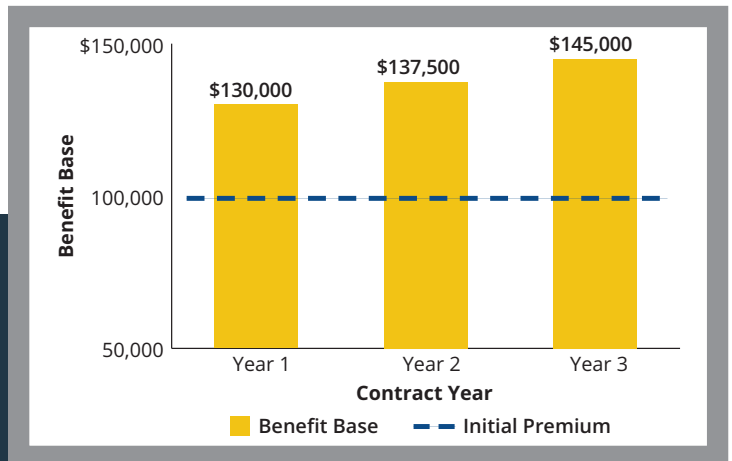 $150,000
$145,000
$137,500
$130,000
Benefit Base
100,000
50,000
Year 1 Year 2 Year 3
Contract Year
Benefit Base Initial Premium